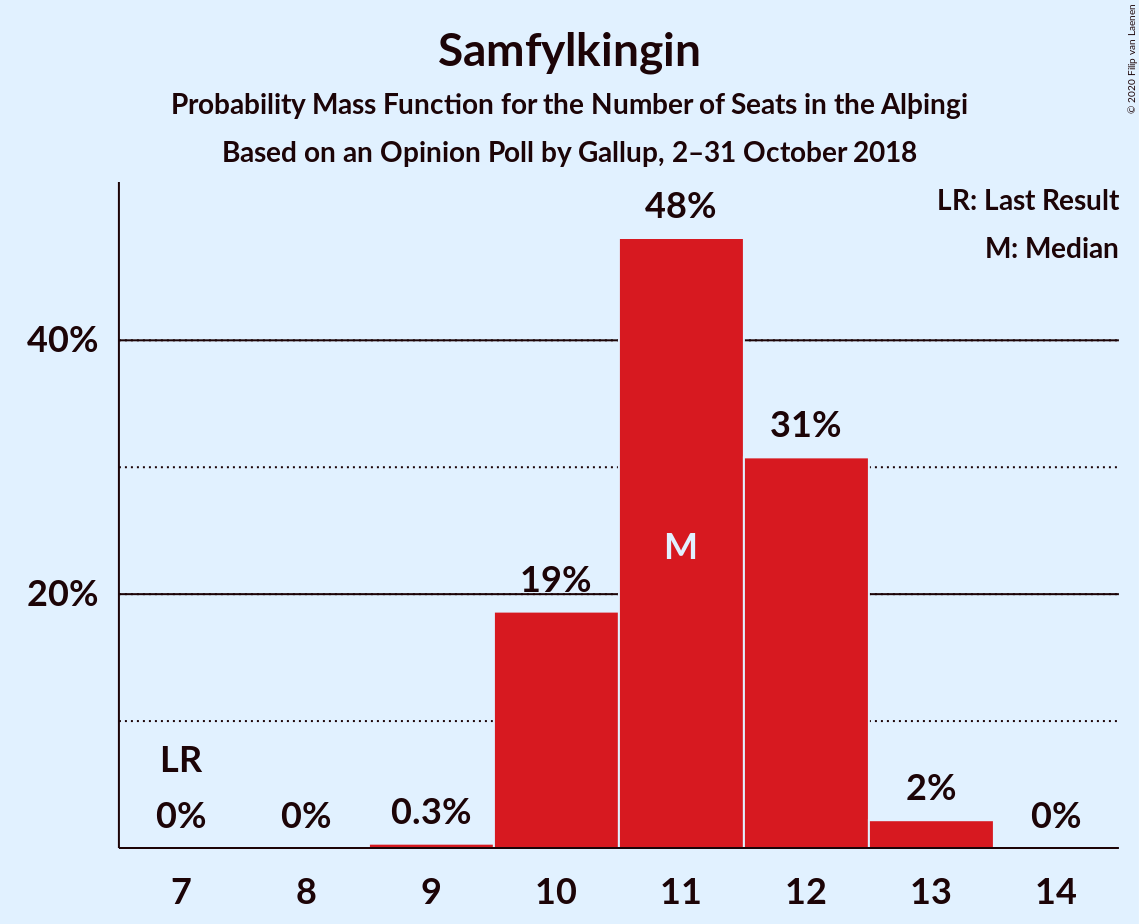 Samfylkingin
Probability Mass Function for the Number of Seats in the Alþingi
Based on an Opinion Poll by Gallup, 2–31 October 2018
© 2020 Filip van Laenen
LR: Last Result
M: Median
48%
40%
31%
M
19%
20%
LR
0%
0%
0.3%
2%
0%
7 8 9 10 11 12 13 14